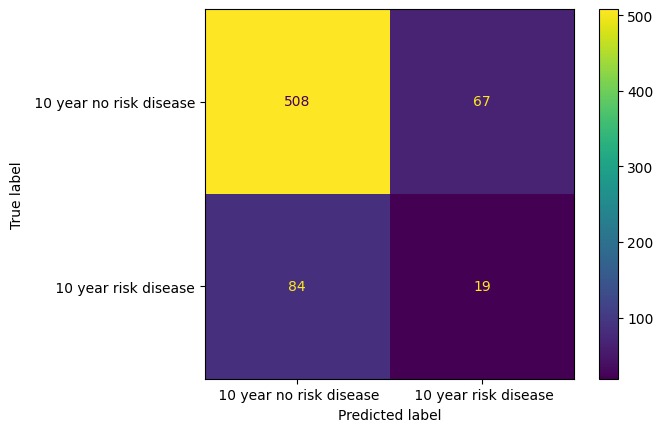 500
400
300
200
100
True label
10 year no risk disease
508
67
10 year risk disease
84
19
10 year no risk disease
10 year risk disease
Predicted label